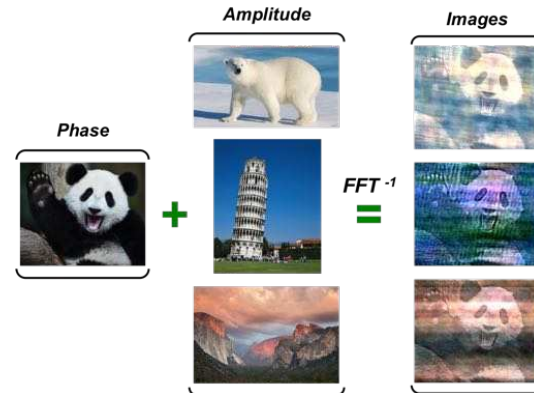 Amplitude
Images
Phase
+
FFT -1
=